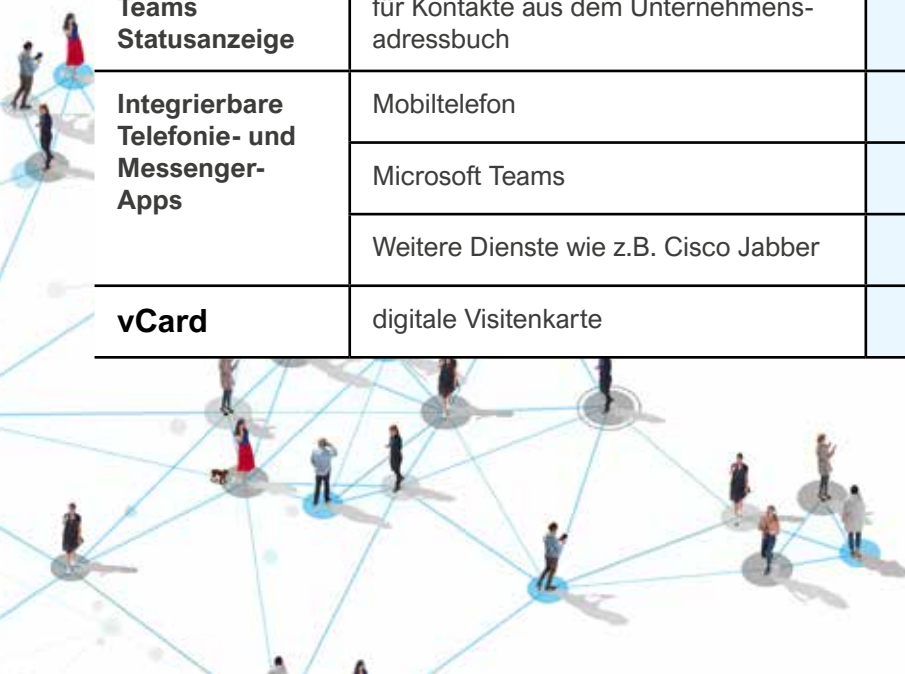 Teams
Statusanzeige
für Kontakte aus dem Unternehmens-
adressbuch
Integrierbare
Telefonie- und
Messenger-
Apps
Mobiltelefon
Microsoft Teams
Weitere Dienste wie z.B. Cisco Jabber
vCard
digitale Visitenkarte